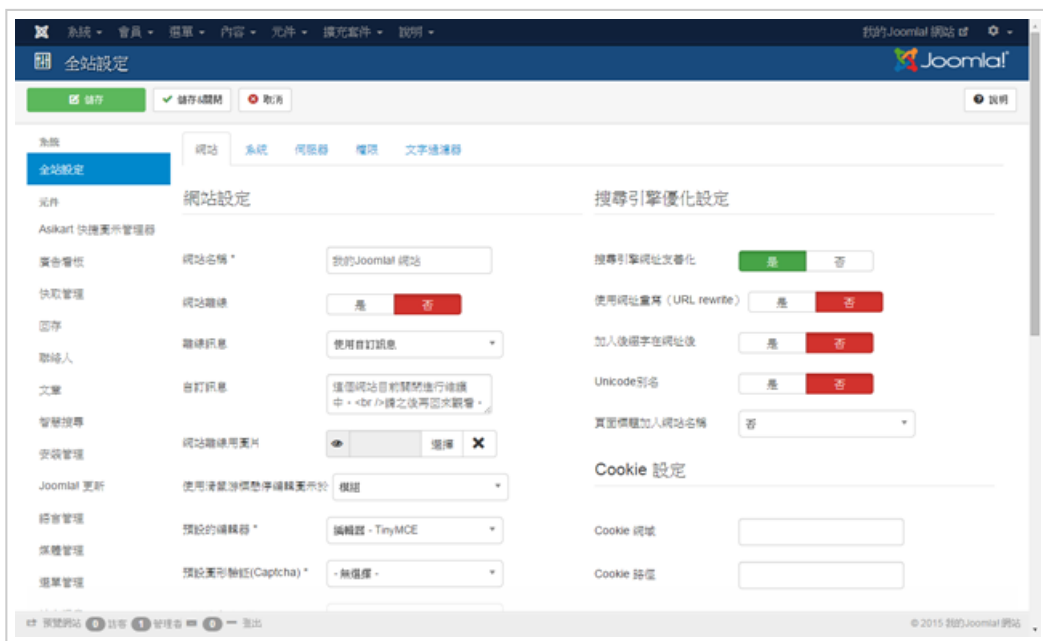 系統 會員 選單 內容 元件 擴充套件 說明 我的Joomla! 網站
全站設定 Joomla!
儲存 儲存&關閉 取消 說明
系統
全站設定
元件
Asikart 快捷圖示管理器
廣告看板
快取管理
回存
聯絡人
文章
智慧搜尋
安裝管理
Joomla! 更新
語言管理
媒體管理
選單管理
網站 系統 伺服器 權限 文字過濾器
網站設定
網站名稱 * 我的Joomla! 網站
網站離線 是 否
離線訊息 使用自訂訊息
自訂訊息 這個網站目前關閉進行維護
中。<br />請之後再回來觀看。
網站離線用圖片 選擇
使用滑鼠游標懸停編輯圖示於 模組
預設的編輯器 * 編輯器 - TinyMCE
預設圖形驗証(Captcha) * - 無選擇 -
搜尋引擎優化設定
搜尋引擎網址友善化 是 否
使用網址重寫（URL rewrite） 是 否
加入後綴字在網址後 是 否
Unicode別名 是 否
頁面標題加入網站名稱 否
Cookie 設定
Cookie 網域
Cookie 路徑
預覽網站 0 訪客 1 管理者 0 登出 © 2015 我的Joomla! 網站